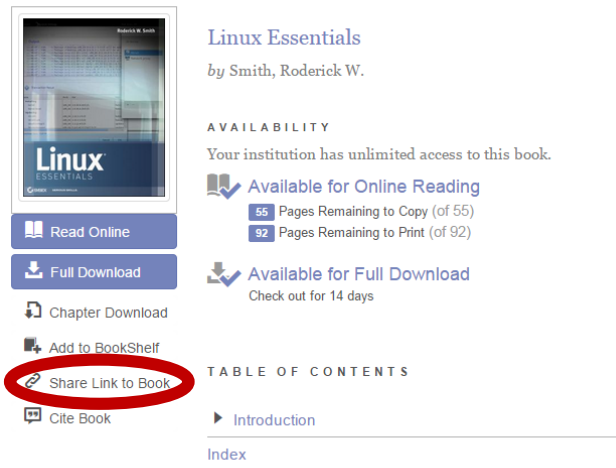 Roderick W. Smith
Linux
ESSENTIALS
Read Online
Full Download
Chapter Download
Add to BookShelf
Share Link to Book
Cite Book
Linux Essentials
by Smith, Roderick W.
AVAILABILITY
Your institution has unlimited access to this book.
Available for Online Reading
55 Pages Remaining to Copy (of 55)
92 Pages Remaining to Print (of 92)
Available for Full Download
Check out for 14 days
TABLE OF CONTENTS
Introduction
Index